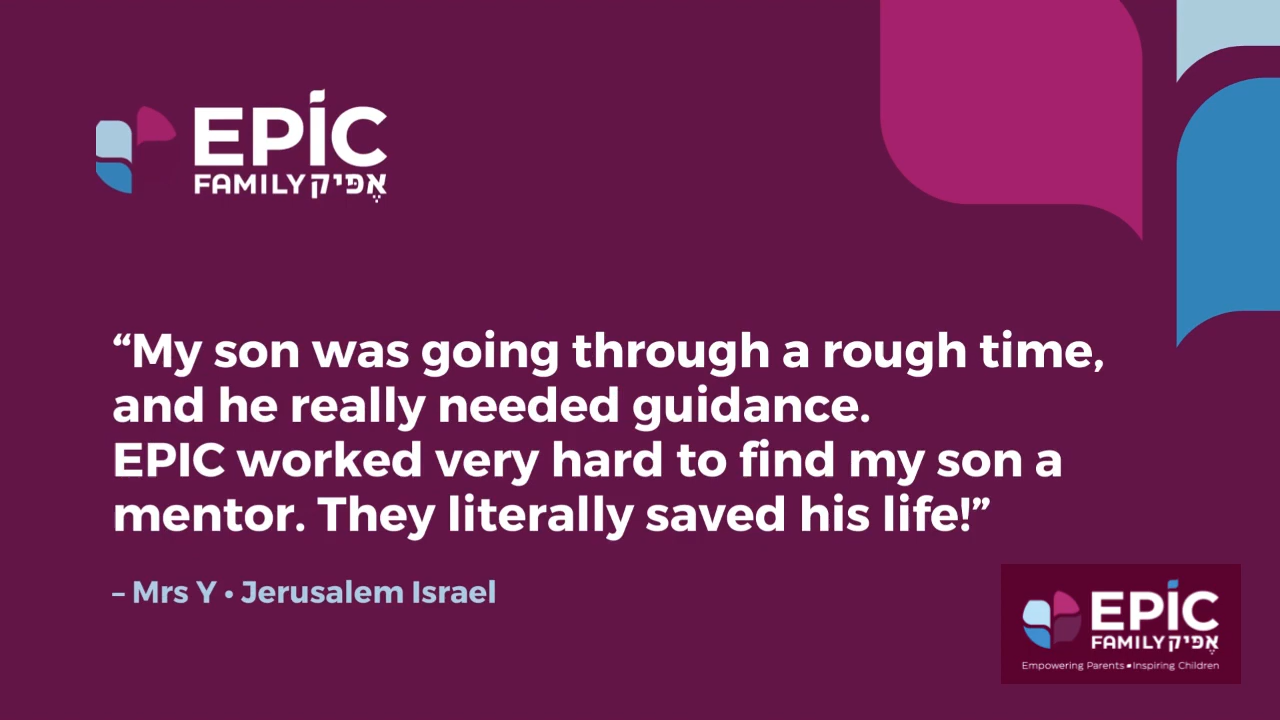 EPIC
FAMILY אֶפִּיק
“My son was going through a rough time,
and he really needed guidance.
EPIC worked very hard to find my son a
mentor. They literally saved his life!”
– Mrs Y • Jerusalem Israel
EPIC
FAMILY אֶפִּיק
Empowering Parents • Inspiring Children